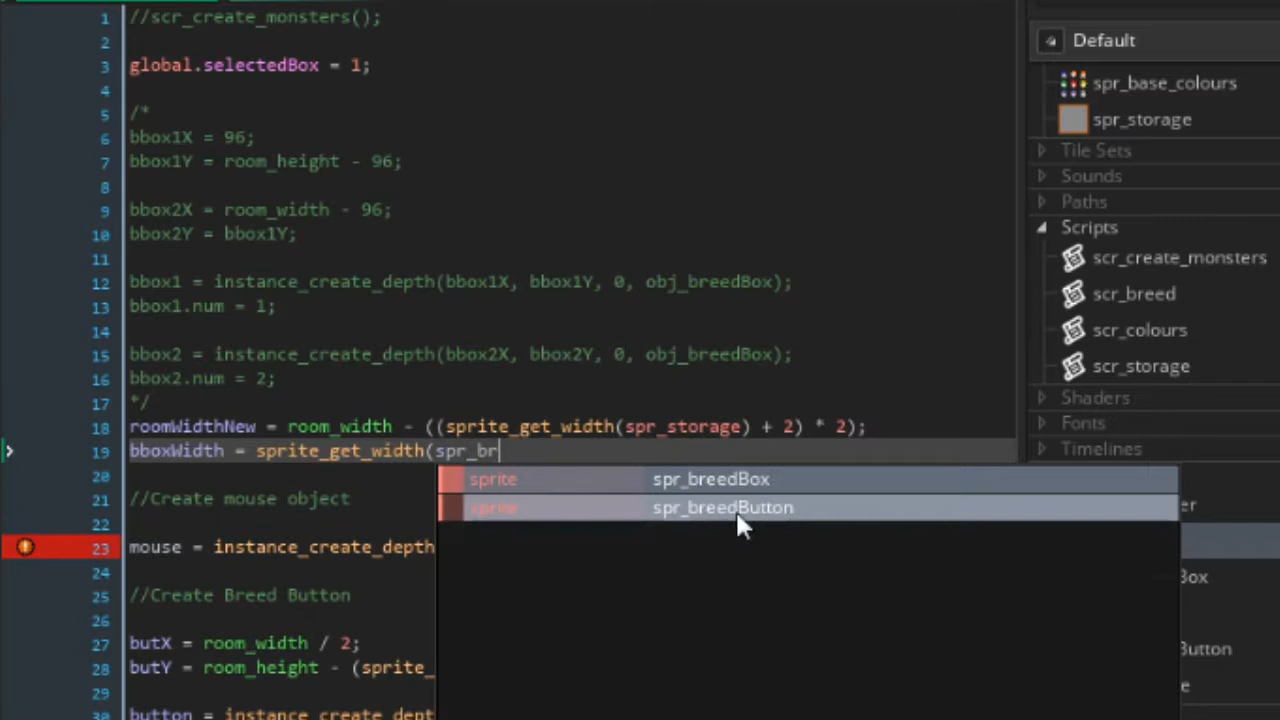 1 //scr_create_monsters();
2
3 global.selectedBox = 1;
4
5 /*
6 bbox1X = 96;
7 bbox1Y = room_height - 96;
8
9 bbox2X = room_width - 96;
10 bbox2Y = bbox1Y;
11
12 bbox1 = instance_create_depth(bbox1X, bbox1Y, 0, obj_breedBox);
13 bbox1.num = 1;
14
15 bbox2 = instance_create_depth(bbox2X, bbox2Y, 0, obj_breedBox);
16 bbox2.num = 2;
17 */
18 roomWidthNew = room_width - ((sprite_get_width(spr_storage) + 2) * 2);
19 bboxWidth = sprite_get_width(spr_br
20
sprite spr_breedBox
sprite spr_breedButton
21 //Create mouse object
22
23 mouse = instance_create_depth
24
25 //Create Breed Button
26
27 butX = room_width / 2;
28 butY = room_height - (sprite_
29
30 button = instance_create_dept
Default
spr_base_colours
spr_storage
Tile Sets
Sounds
Paths
Scripts
scr_create_monsters
scr_breed
scr_colours
scr_storage
Shaders
Fonts
Timelines
er
Box
Button
e